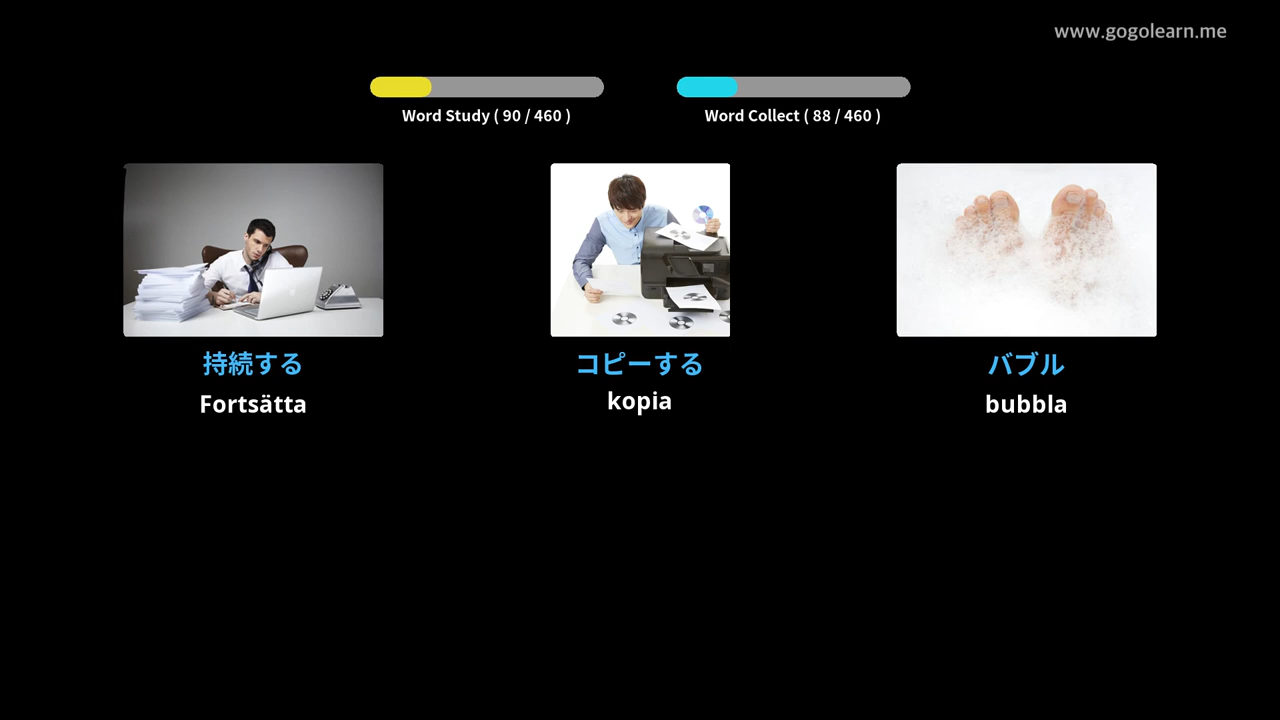 www.gogolearn.me
Word Study ( 90 / 460 )
Word Collect ( 88 / 460 )
持続する
Fortsätta
コピーする
kopia
バブル
bubbla